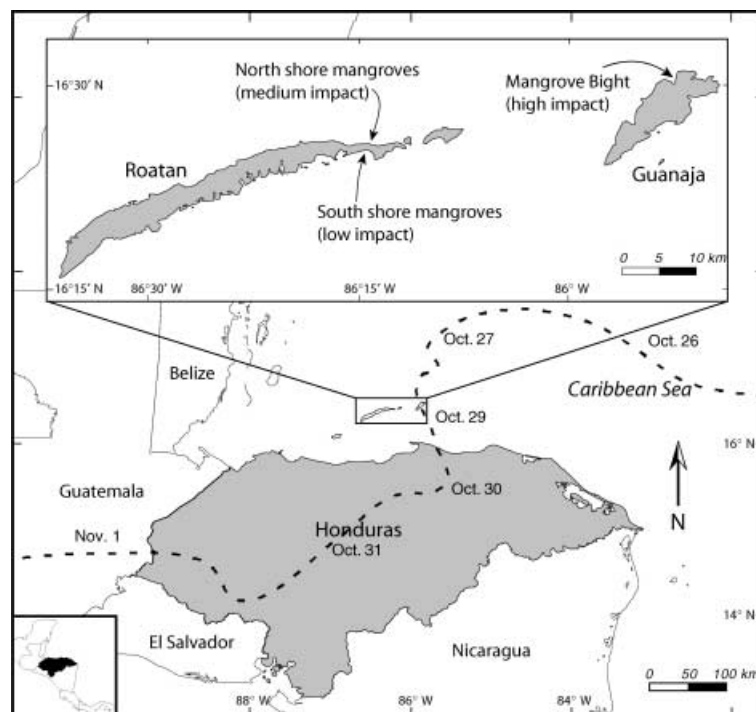 North shore mangroves
(medium impact)
Mangrove Bight
(high impact)
16°30′ N
Roatan
Guanaja
South shore mangroves
(low impact)
0 5 10 km
16°15′ N
86°30′ W
86°15′ W
86° W
Oct. 27
Oct. 26
Belize
Caribbean Sea
Oct. 29
16° N
Guatemala
Oct. 30
N
Nov. 1
Honduras
Oct. 31
14° N
El Salvador
Nicaragua
0 50 100 km
88° W
86° W
84° W